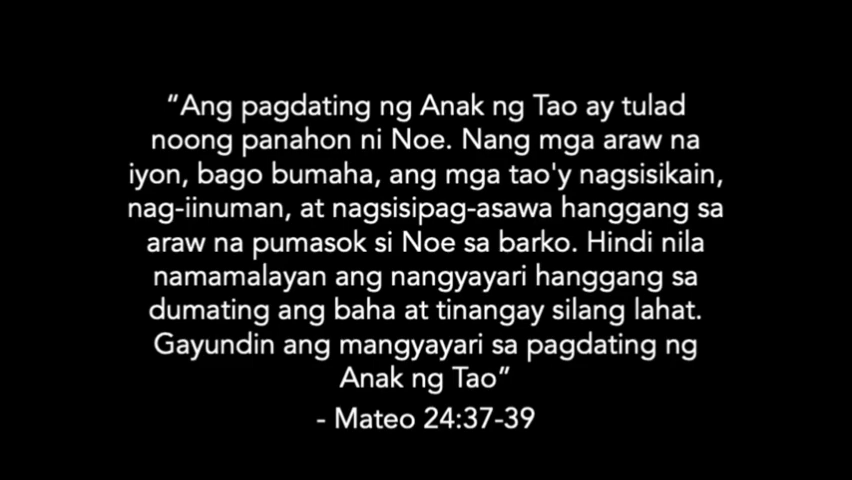 “Ang pagdating ng Anak ng Tao ay tulad
noong panahon ni Noe. Nang mga araw na
iyon, bago bumaha, ang mga tao'y nagsisikain,
nag-iinuman, at nagsisipag-asawa hanggang sa
araw na pumasok si Noe sa barko. Hindi nila
namamalayan ang nangyayari hanggang sa
dumating ang baha at tinangay silang lahat.
Gayundin ang mangyayari sa pagdating ng
Anak ng Tao”
- Mateo 24:37-39